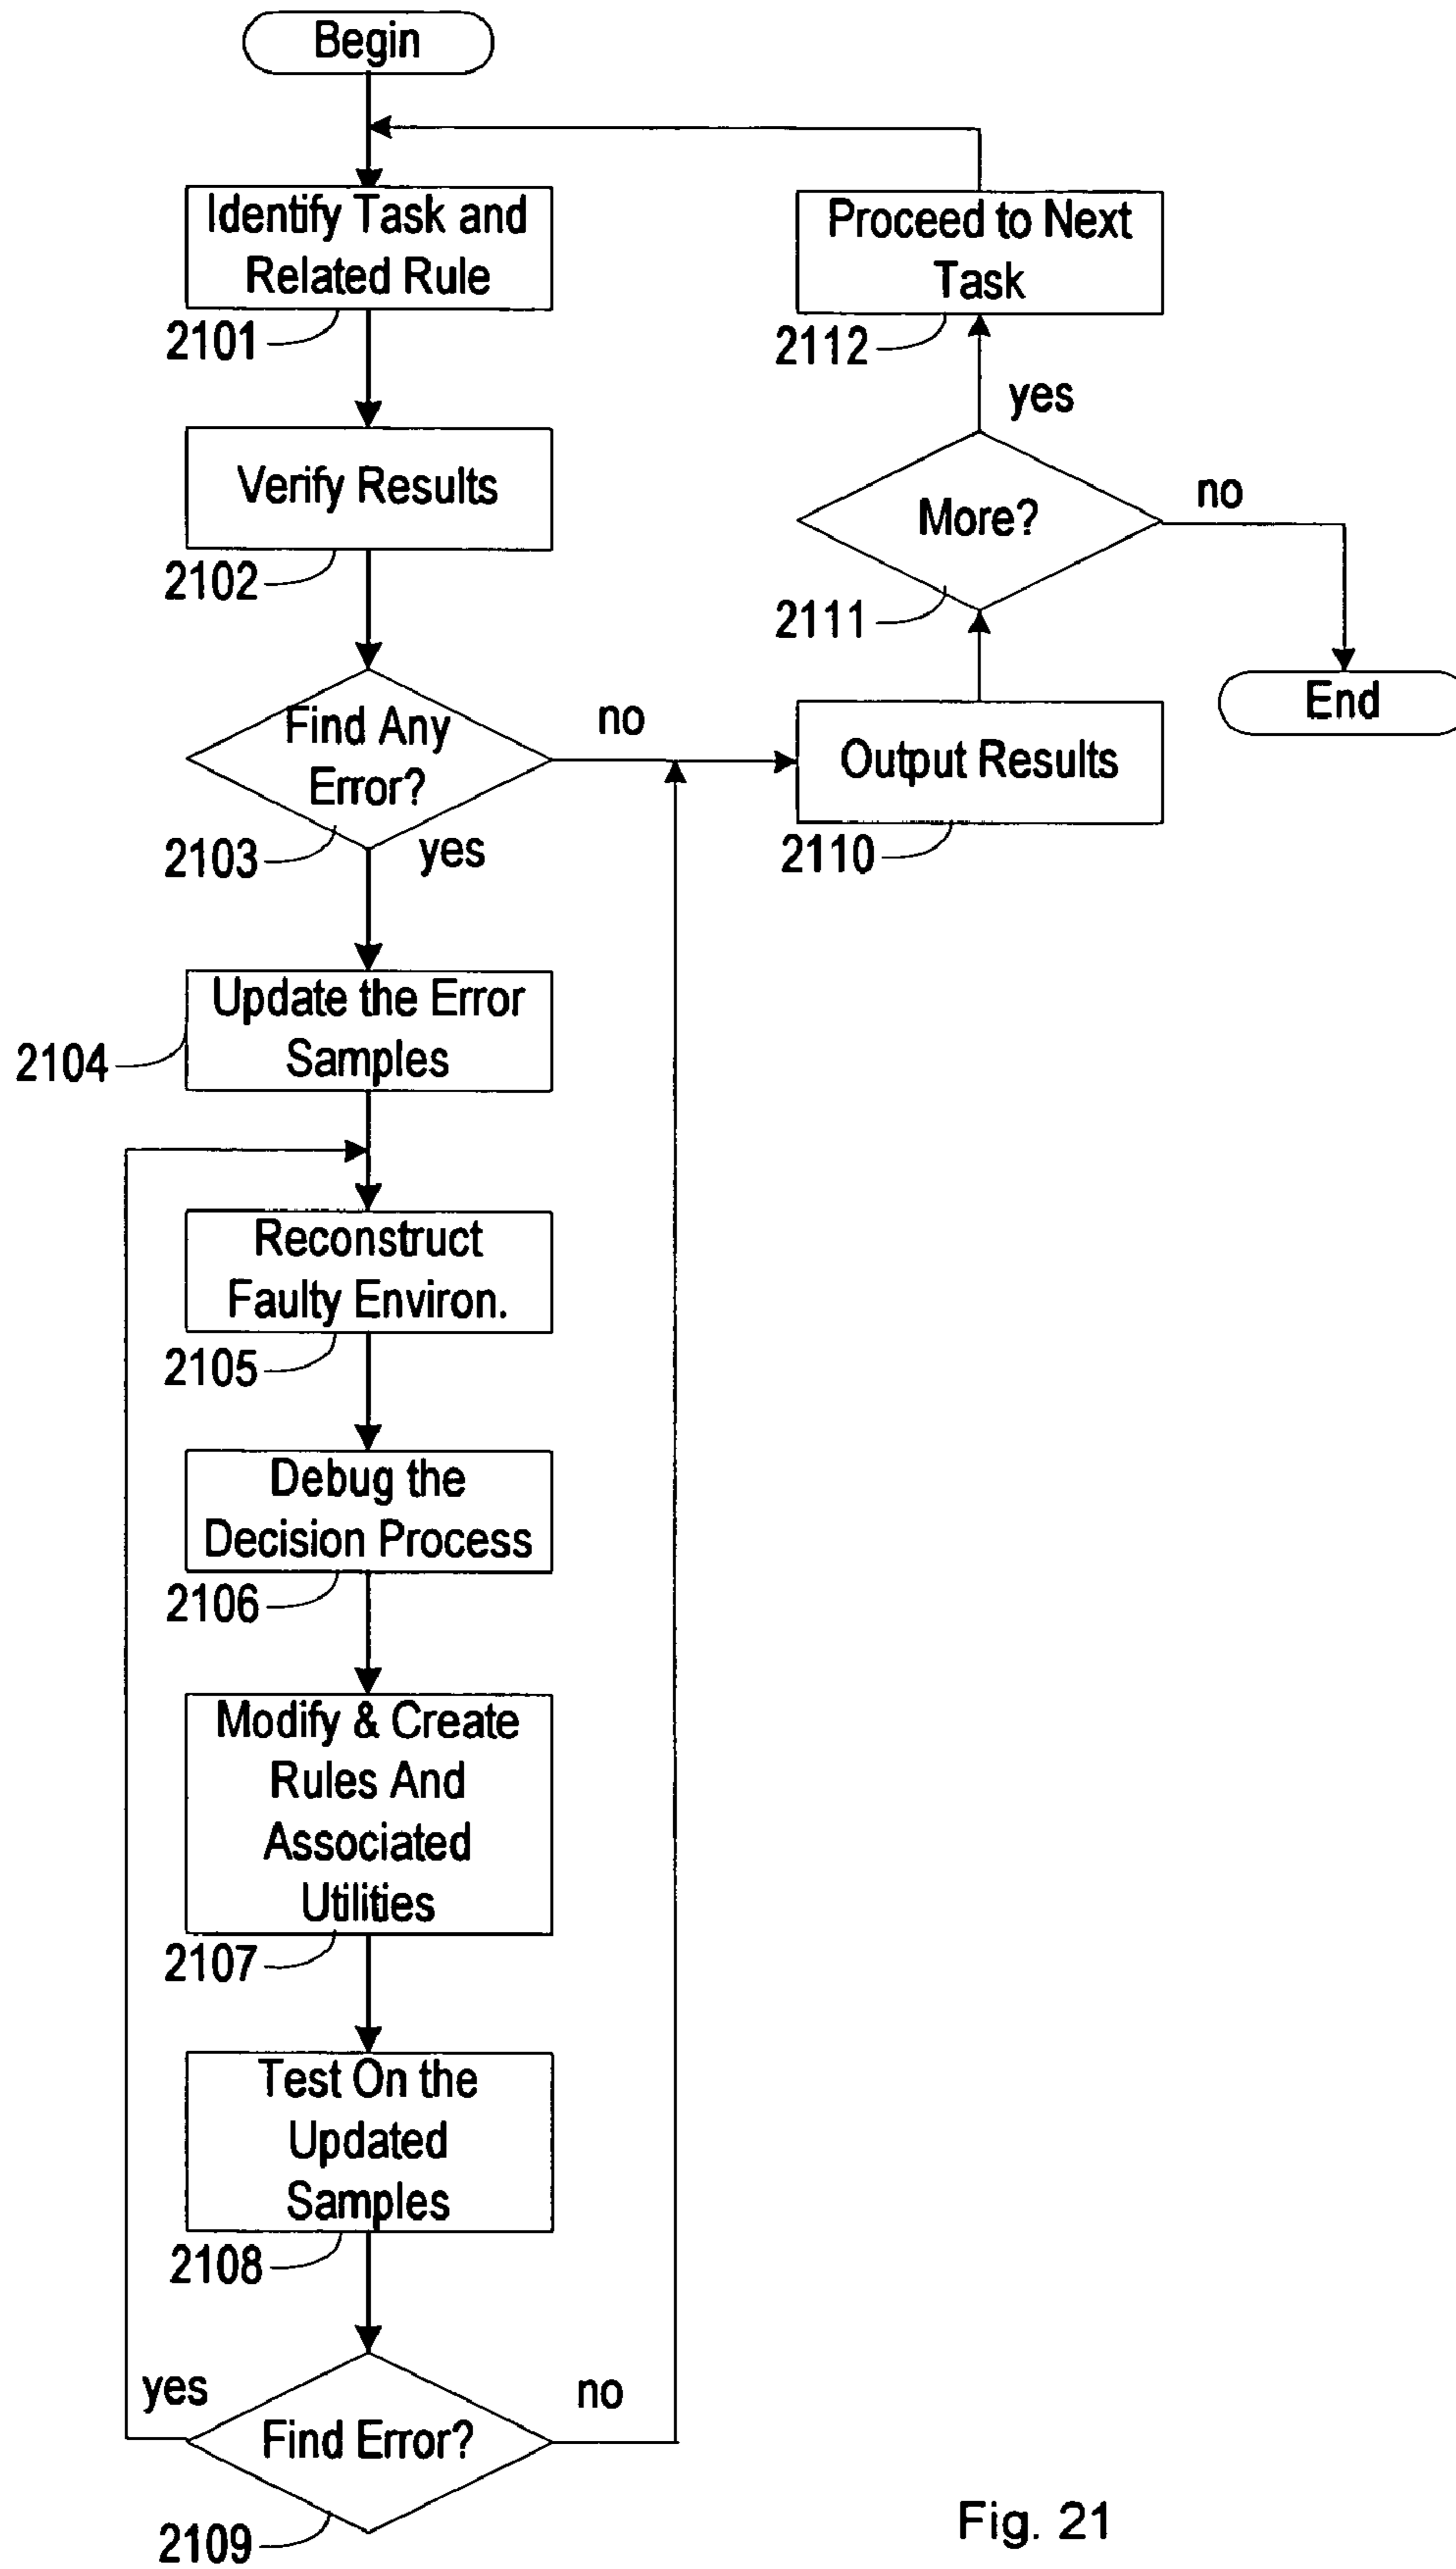 Begin
Identify Task and
Related Rule
2101
Verify Results
2102
Find Any
Error?
2103
no
yes
Update the Error
Samples
2104
Reconstruct
Faulty Environ.
2105
Debug the
Decision Process
2106
Modify & Create
Rules And
Associated
Utilities
2107
Test On the
Updated
Samples
2108
yes
Find Error?
no
2109
Proceed to Next
Task
2112
yes
More?
no
2111
End
Output Results
2110
Fig. 21